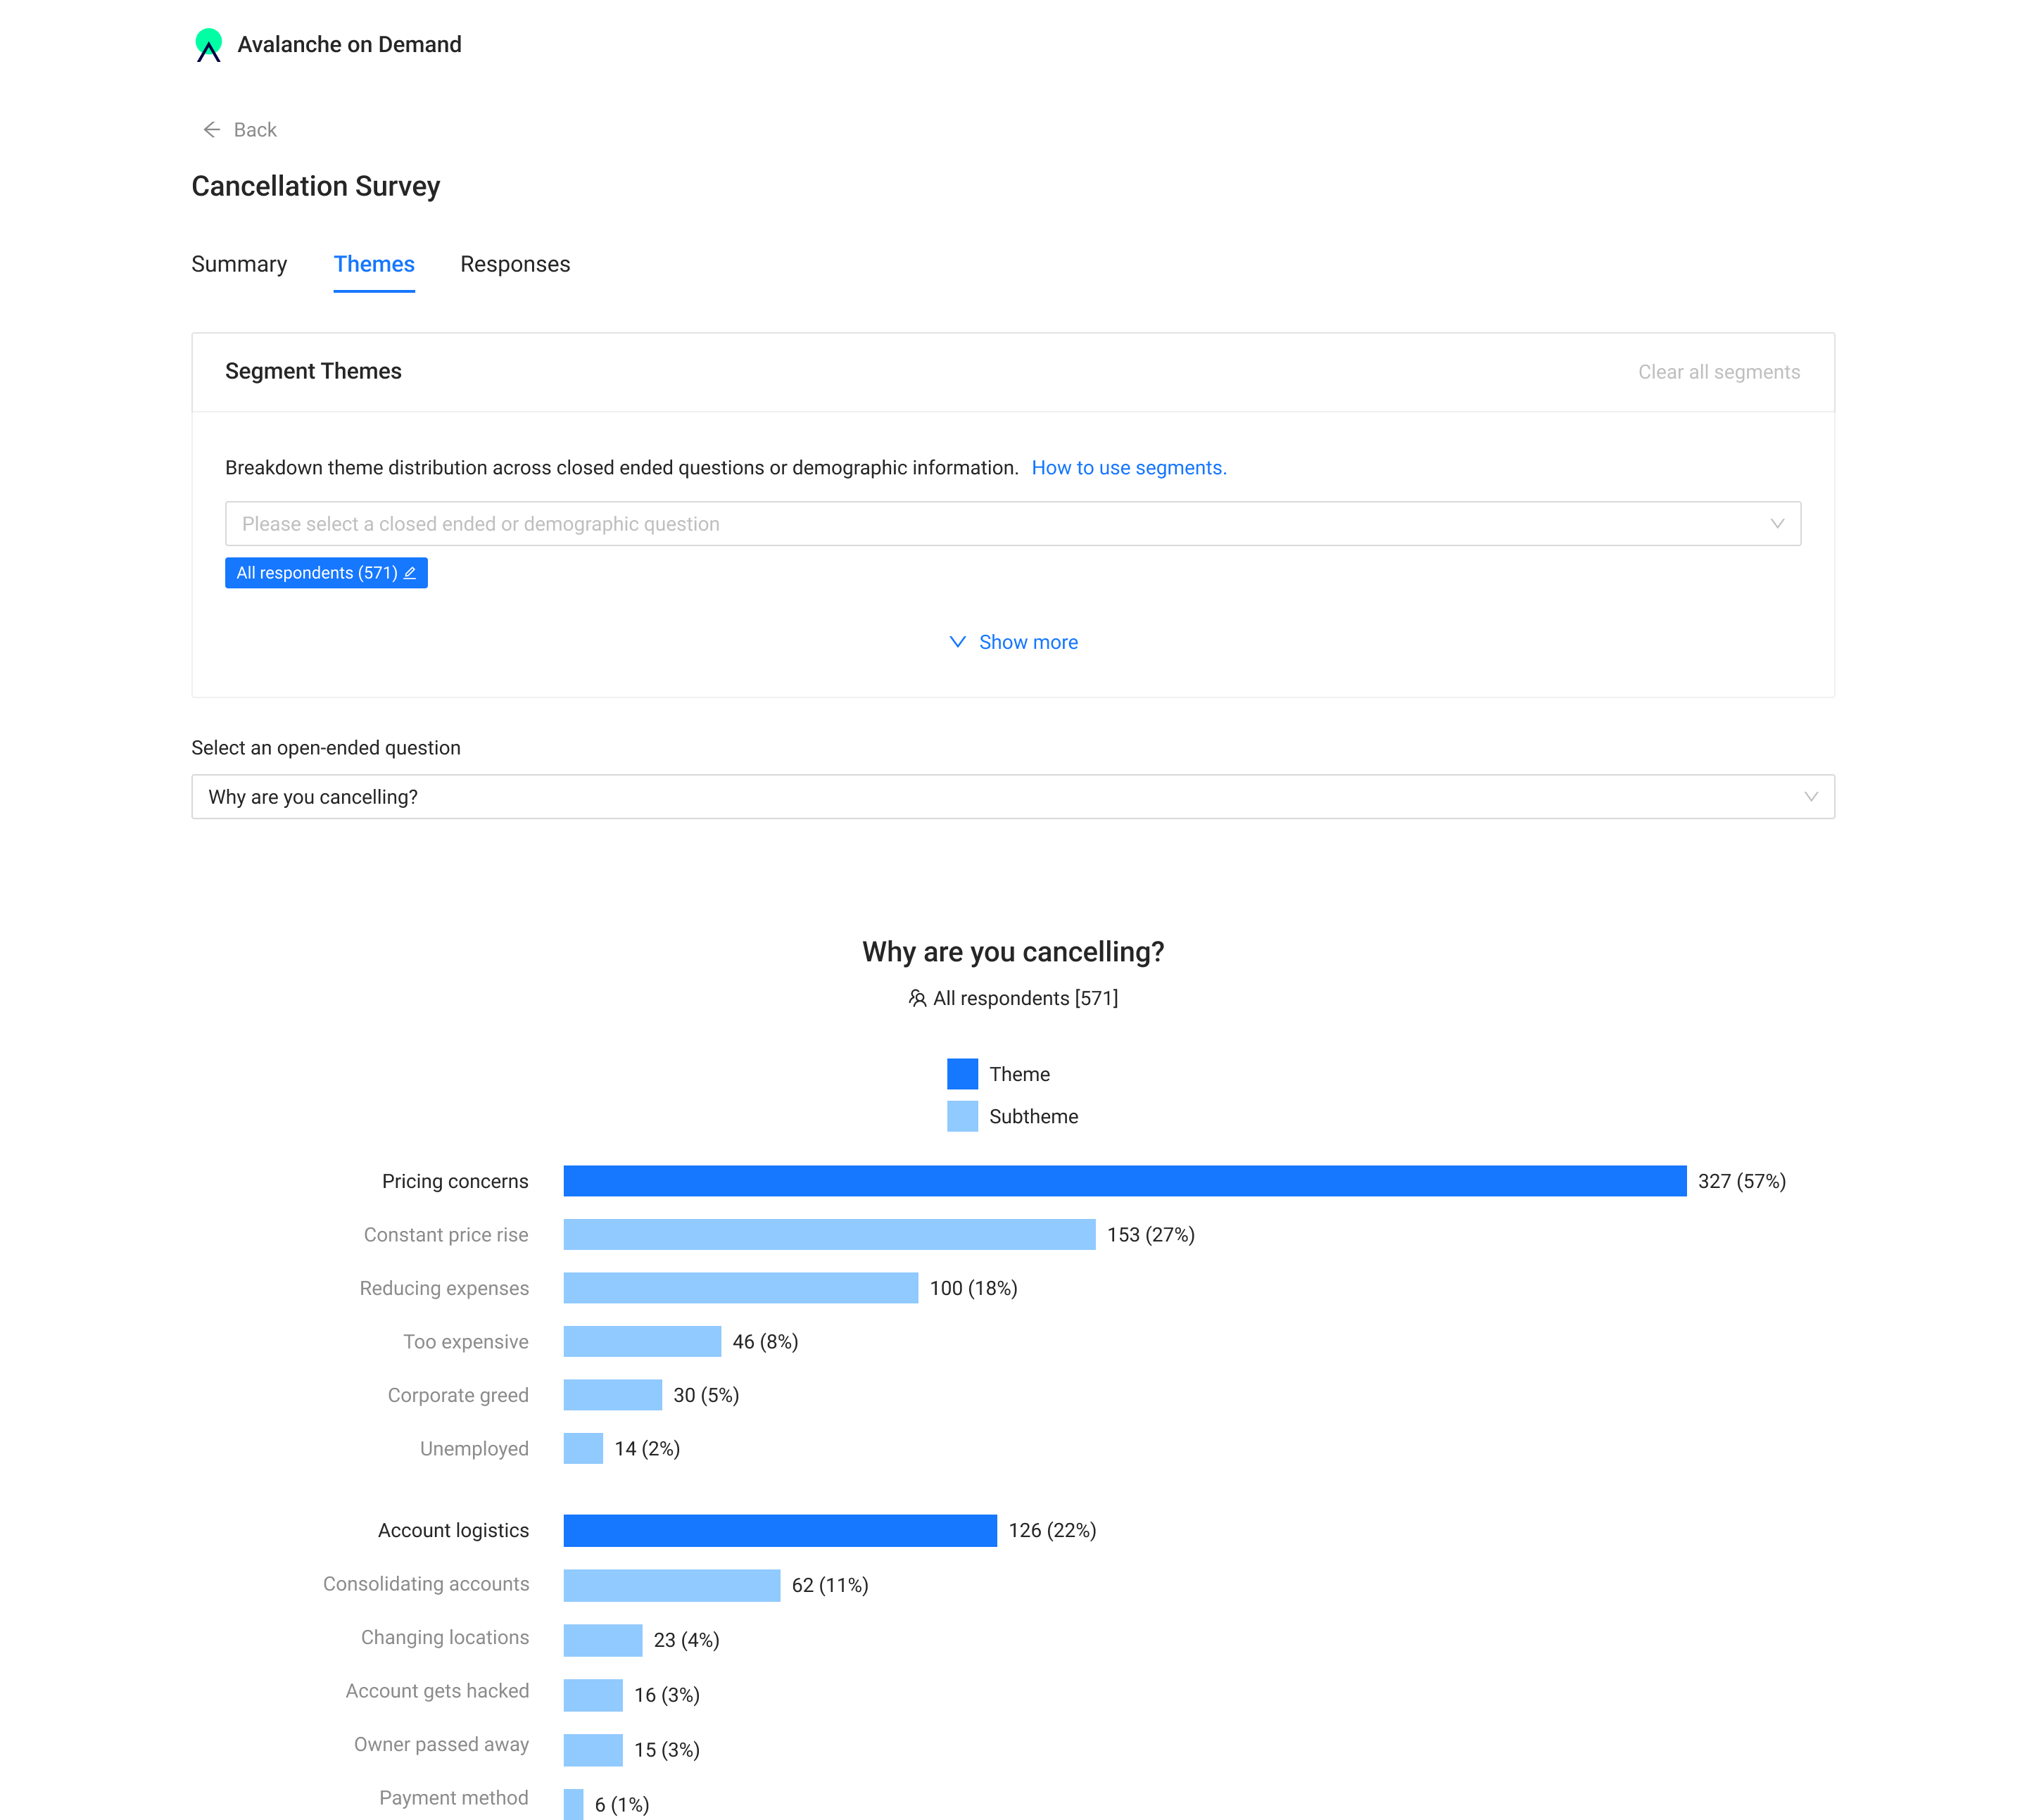 Avalanche on Demand
Back
Cancellation Survey
Summary Themes Responses
Segment Themes Clear all segments
Breakdown theme distribution across closed ended questions or demographic information. How to use segments.
Please select a closed ended or demographic question
All respondents (571)
Show more
Select an open-ended question
Why are you cancelling?
Why are you cancelling?
All respondents [571]
Theme
Subtheme
Pricing concerns 327 (57%)
Constant price rise 153 (27%)
Reducing expenses 100 (18%)
Too expensive 46 (8%)
Corporate greed 30 (5%)
Unemployed 14 (2%)
Account logistics 126 (22%)
Consolidating accounts 62 (11%)
Changing locations 23 (4%)
Account gets hacked 16 (3%)
Owner passed away 15 (3%)
Payment method 6 (1%)